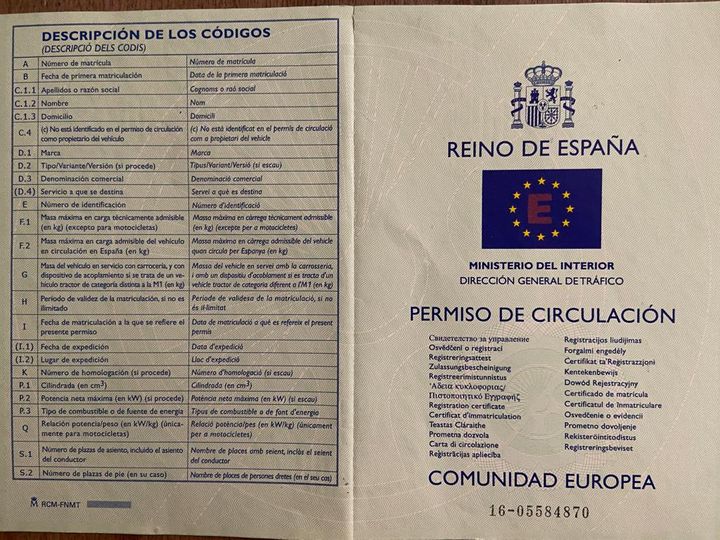 DESCRIPCIÓN DE LOS CÓDIGOS
(DESCRIPCIÓ DELS CODIS)
A Número de matrícula Número de matrícula
B Fecha de primera matriculación Data de la primera matriculació
C.1.1 Apellidos o razón social Cognoms o raó social
C.1.2 Nombre Nom
C.1.3 Domicilio Domicili
C.4 (c) No está identificado en el permiso de circulación (c) No està identificat en el permís de circulació
como propietario del vehículo com a propietari del vehicle
D.1 Marca Marca
D.2 Tipo/Variante/Versión (si procede) Tipus/Variant/Versió (si escau)
D.3 Denominación comercial Denominació comercial
(D.4) Servicio a que se destina Servei a què es destina
E Número de identificación Número d'identificació
F.1 Masa máxima en carga técnicamente admisible Massa màxima en càrrega tècnicament admissible
(en kg) (excepto para motocicletas) (en kg) (excepte per a motocicletes)
F.2 Masa máxima en carga admisible del vehículo Massa màxima en càrrega admissible del vehicle
en circulación en España (en kg) quan circula per Espanya (en kg)
G Masa del vehículo en servicio con carrocería, y con Massa del vehicle en servei amb la carrosseria,
dispositivo de acoplamiento si se trata de un ve- i amb un dispositiu d'acoblament si es tracta d'un
hículo tractor de categoría distinta a la M1 (en kg) vehicle tractor de categoria diferent a l'M1 (en kg)
H Período de validez de la matriculación, si no es Període de validesa de la matriculació, si no
ilimitado és il·limitat
I Fecha de matriculación a la que se refiere el Data de matriculació a què es refereix el present
presente permiso permís
(I.1) Fecha de expedición Data d'expedició
(I.2) Lugar de expedición Lloc d'expedició
K Número de homologación (si procede) Número d'homologació (si escau)
P.1 Cilindrada (en cm³) Cilindrada (en cm³)
P.2 Potencia neta máxima (en kW) (si procede) Potència neta màxima (en kW) (si escau)
P.3 Tipo de combustible o de fuente de energía Tipus de combustible o de font d'energia
Q Relación potencia/peso (en kW/kg) (única- Relació potència/pes (en kW/kg) (únicament
mente para motocicletas) per a motocicletes)
S.1 Número de plazas de asiento, incluido el asiento Nombre de places amb seient, inclòs el seient
del conductor del conductor
S.2 Número de plazas de pie (en su caso) Nombre de places de persones dretes (en el seu cas)
RCM-FNMT
REINO DE ESPAÑA
E
MINISTERIO DEL INTERIOR
DIRECCIÓN GENERAL DE TRÁFICO
PERMISO DE CIRCULACIÓN
Свидетелство за управление Registracijos liudijimas
Osvědčení o registraci Forgalmi engedély
Registreringsattest Ċertifikat ta'Reġistrazzjoni
Zulassungsbescheinigung Kentekenbewijs
Registreerimistunnistus Dowód Rejestracyjny
'Αδεια κυκλοφορίας/ Certificado de matrícula
Πιστοποιητικό Εγγραφής Certificatul de Inmatriculare
Registration certificate Osvedčenie o evidencii
Certificat d'immatriculation Prometno dovoljenje
Teastas Cláraithe Rekisteröintitodistus
Prometna dozvola Registreringsbeviset
Carta di circolazione
Reģistrācijas apliecība
COMUNIDAD EUROPEA
16-05584870